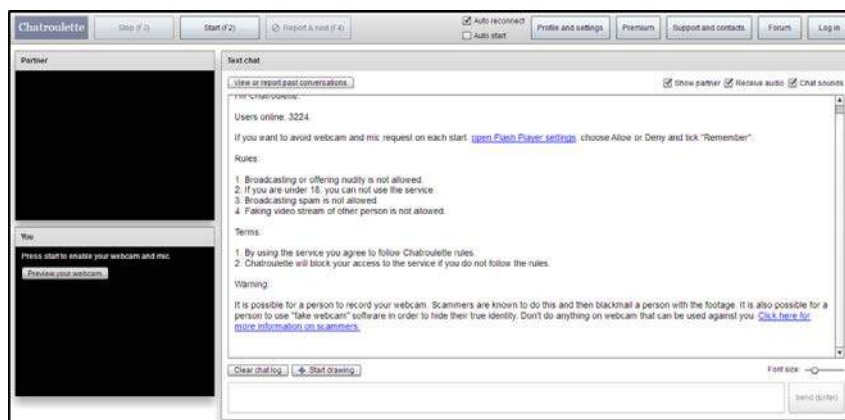 Chatroulette
Stop (F3)
Start (F2)
Report & next (F4)
Auto reconnect
Auto start
Profile and settings
Premium
Support and contacts
Forum
Log in
Partner
Text chat
View or report past conversations
Show partner
Receive audio
Chat sounds
Chatroulette.
Users online: 3224.
If you want to avoid webcam and mic request on each start: open Flash Player settings, choose Allow or Deny and tick "Remember".
Rules:
1. Broadcasting or offering nudity is not allowed.
2. If you are under 18, you can not use the service.
3. Broadcasting spam is not allowed.
4. Faking video stream of other person is not allowed.
Terms:
1. By using the service you agree to follow Chatroulette rules.
2. Chatroulette will block your access to the service if you do not follow the rules.
Warning:
It is possible for a person to record your webcam. Scammers are known to do this and then blackmail a person with the footage. It is also possible for a
person to use "fake webcam" software in order to hide their true identity. Don't do anything on webcam that can be used against you. Click here for
more information on scammers.
You
Press start to enable your webcam and mic.
Preview your webcam
Clear chat log
Start drawing
Font size:
Send (Enter)